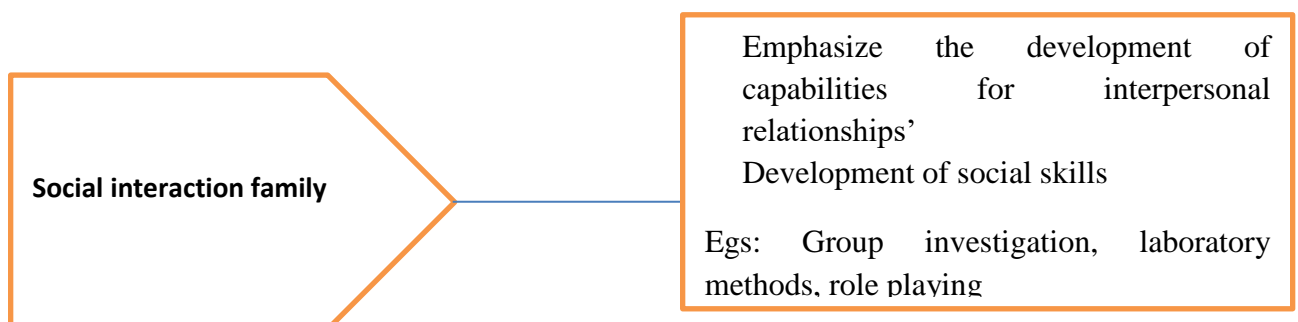 Social interaction family
Emphasize the development of
capabilities for interpersonal
relationships’
Development of social skills
Egs: Group investigation, laboratory
methods, role playing